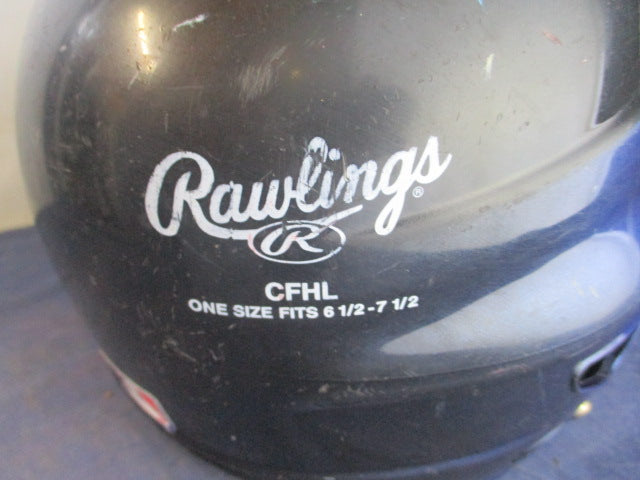 Rawlings®
R
CFHL
ONE SIZE FITS 6 1/2-7 1/2